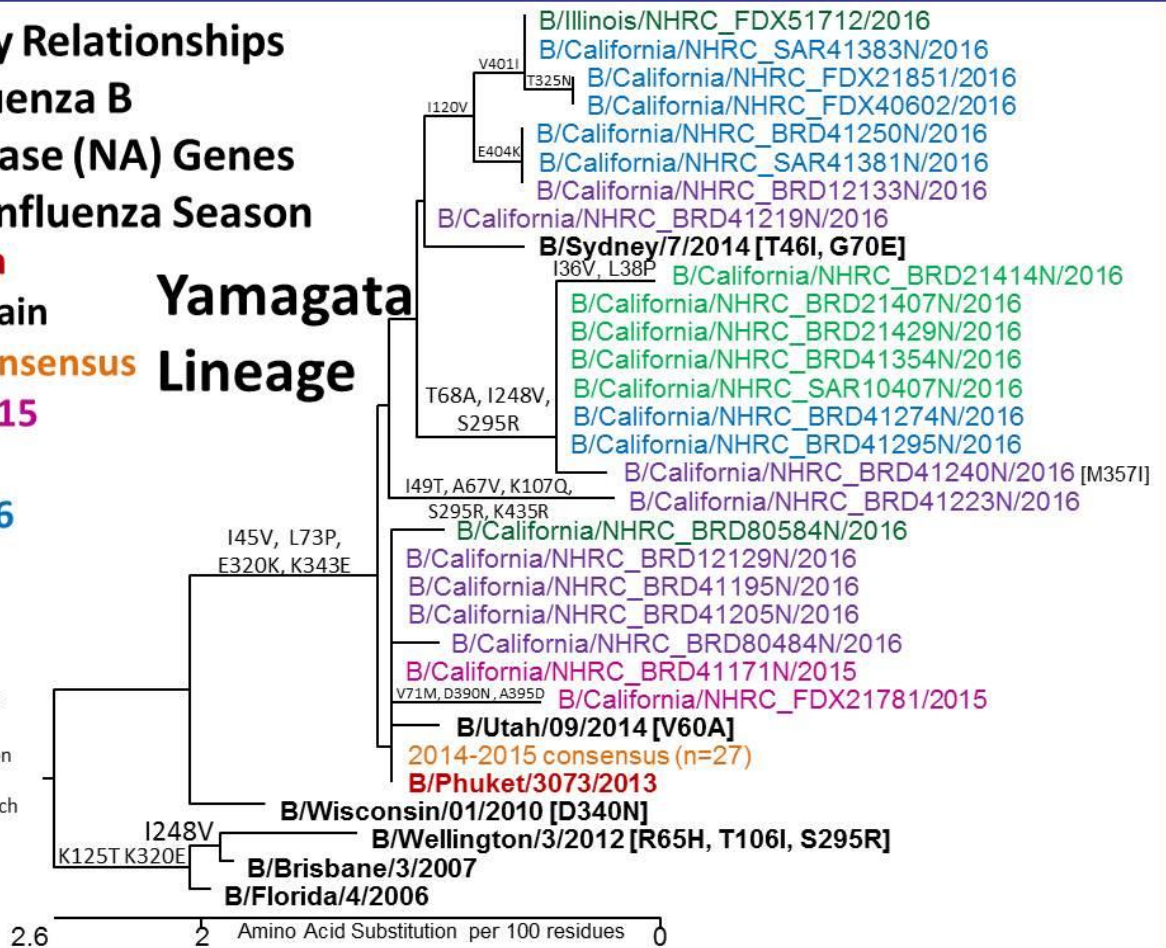 y Relationships
uenza B
ase (NA) Genes
nfluenza Season
n
ain
nsensus
15
6
n
ch
Yamagata
Lineage
B/Illinois/NHRC_FDX51712/2016
B/California/NHRC_SAR41383N/2016
V401I
T325N
B/California/NHRC_FDX21851/2016
B/California/NHRC_FDX40602/2016
I120V
B/California/NHRC_BRD41250N/2016
E404K
B/California/NHRC_SAR41381N/2016
B/California/NHRC_BRD12133N/2016
B/California/NHRC_BRD41219N/2016
B/Sydney/7/2014 [T46I, G70E]
I36V, L38P
B/California/NHRC_BRD21414N/2016
B/California/NHRC_BRD21407N/2016
B/California/NHRC_BRD21429N/2016
B/California/NHRC_BRD41354N/2016
B/California/NHRC_SAR10407N/2016
T68A, I248V,
S295R
B/California/NHRC_BRD41274N/2016
B/California/NHRC_BRD41295N/2016
B/California/NHRC_BRD41240N/2016 [M357I]
I49T, A67V, K107Q,
S295R, K435R
B/California/NHRC_BRD41223N/2016
B/California/NHRC_BRD80584N/2016
I45V, L73P,
E320K, K343E
B/California/NHRC_BRD12129N/2016
B/California/NHRC_BRD41195N/2016
B/California/NHRC_BRD41205N/2016
B/California/NHRC_BRD80484N/2016
B/California/NHRC_BRD41171N/2015
V71M, D390N, A395D
B/California/NHRC_FDX21781/2015
B/Utah/09/2014 [V60A]
2014-2015 consensus (n=27)
B/Phuket/3073/2013
B/Wisconsin/01/2010 [D340N]
I248V
B/Wellington/3/2012 [R65H, T106I, S295R]
K125T K320E
B/Brisbane/3/2007
B/Florida/4/2006
2.6 2 Amino Acid Substitution per 100 residues 0